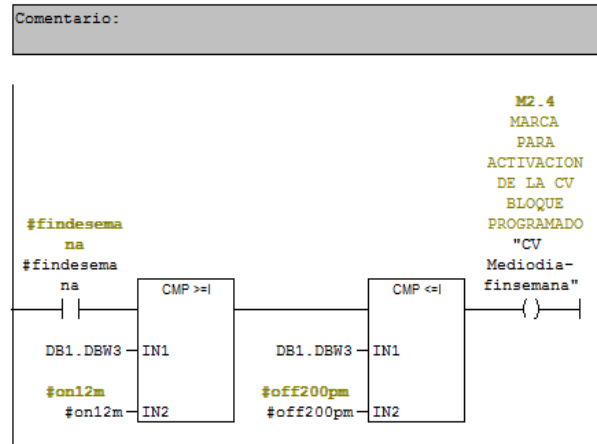 Comentario:
M2.4
MARCA
PARA
ACTIVACION
DE LA CV
BLOQUE
PROGRAMADO
"CV
Mediodia-
finsemana"
#findesema
na
#findesema
na
CMP >=I
CMP <=I
DB1.DBW3
IN1
DB1.DBW3
IN1
#on12m
#on12m
IN2
#off200pm
#off200pm
IN2